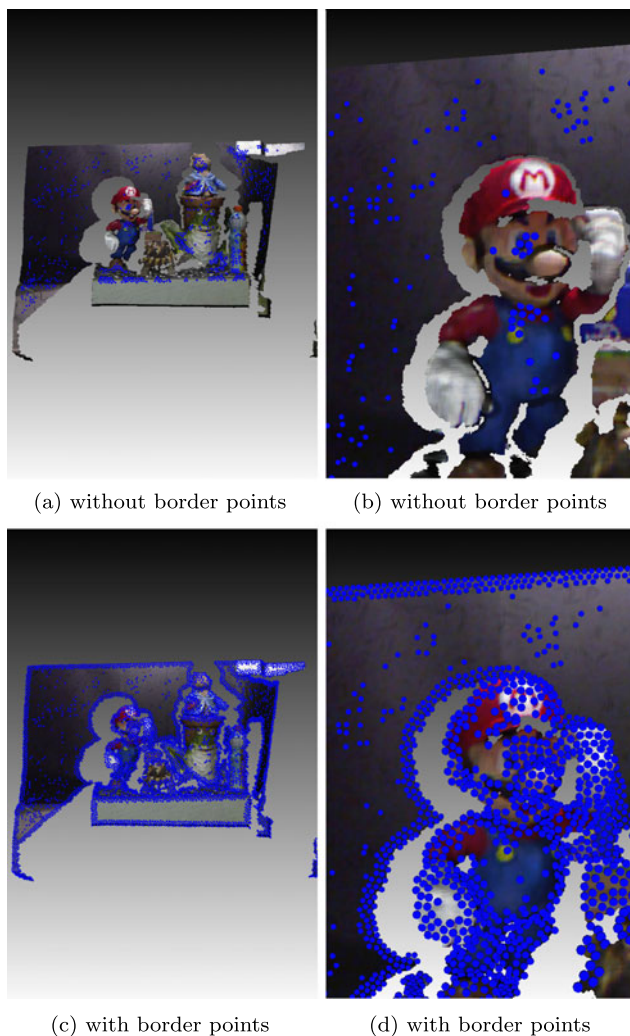 M
M
(a) without border points
(b) without border points
(c) with border points
(d) with border points